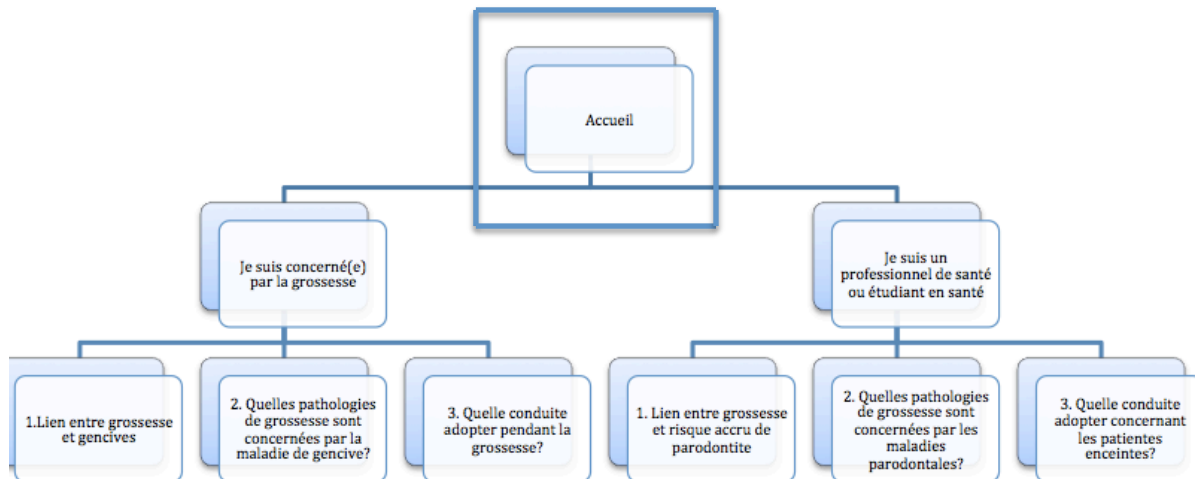 Accueil
Je suis concerné(e)
par la grossesse
Je suis un
professionnel de santé
ou étudiant en santé
1.Lien entre grossesse
et gencives
2. Quelles pathologies
de grossesse sont
concernées par la
maladie de gencive?
3. Quelle conduite
adopter pendant la
grossesse?
1. Lien entre grossesse
et risque accru de
parodontite
2. Quelles pathologies
de grossesse sont
concernées par les
maladies
parodontales?
3. Quelle conduite
adopter concernant
les patientes
enceintes?